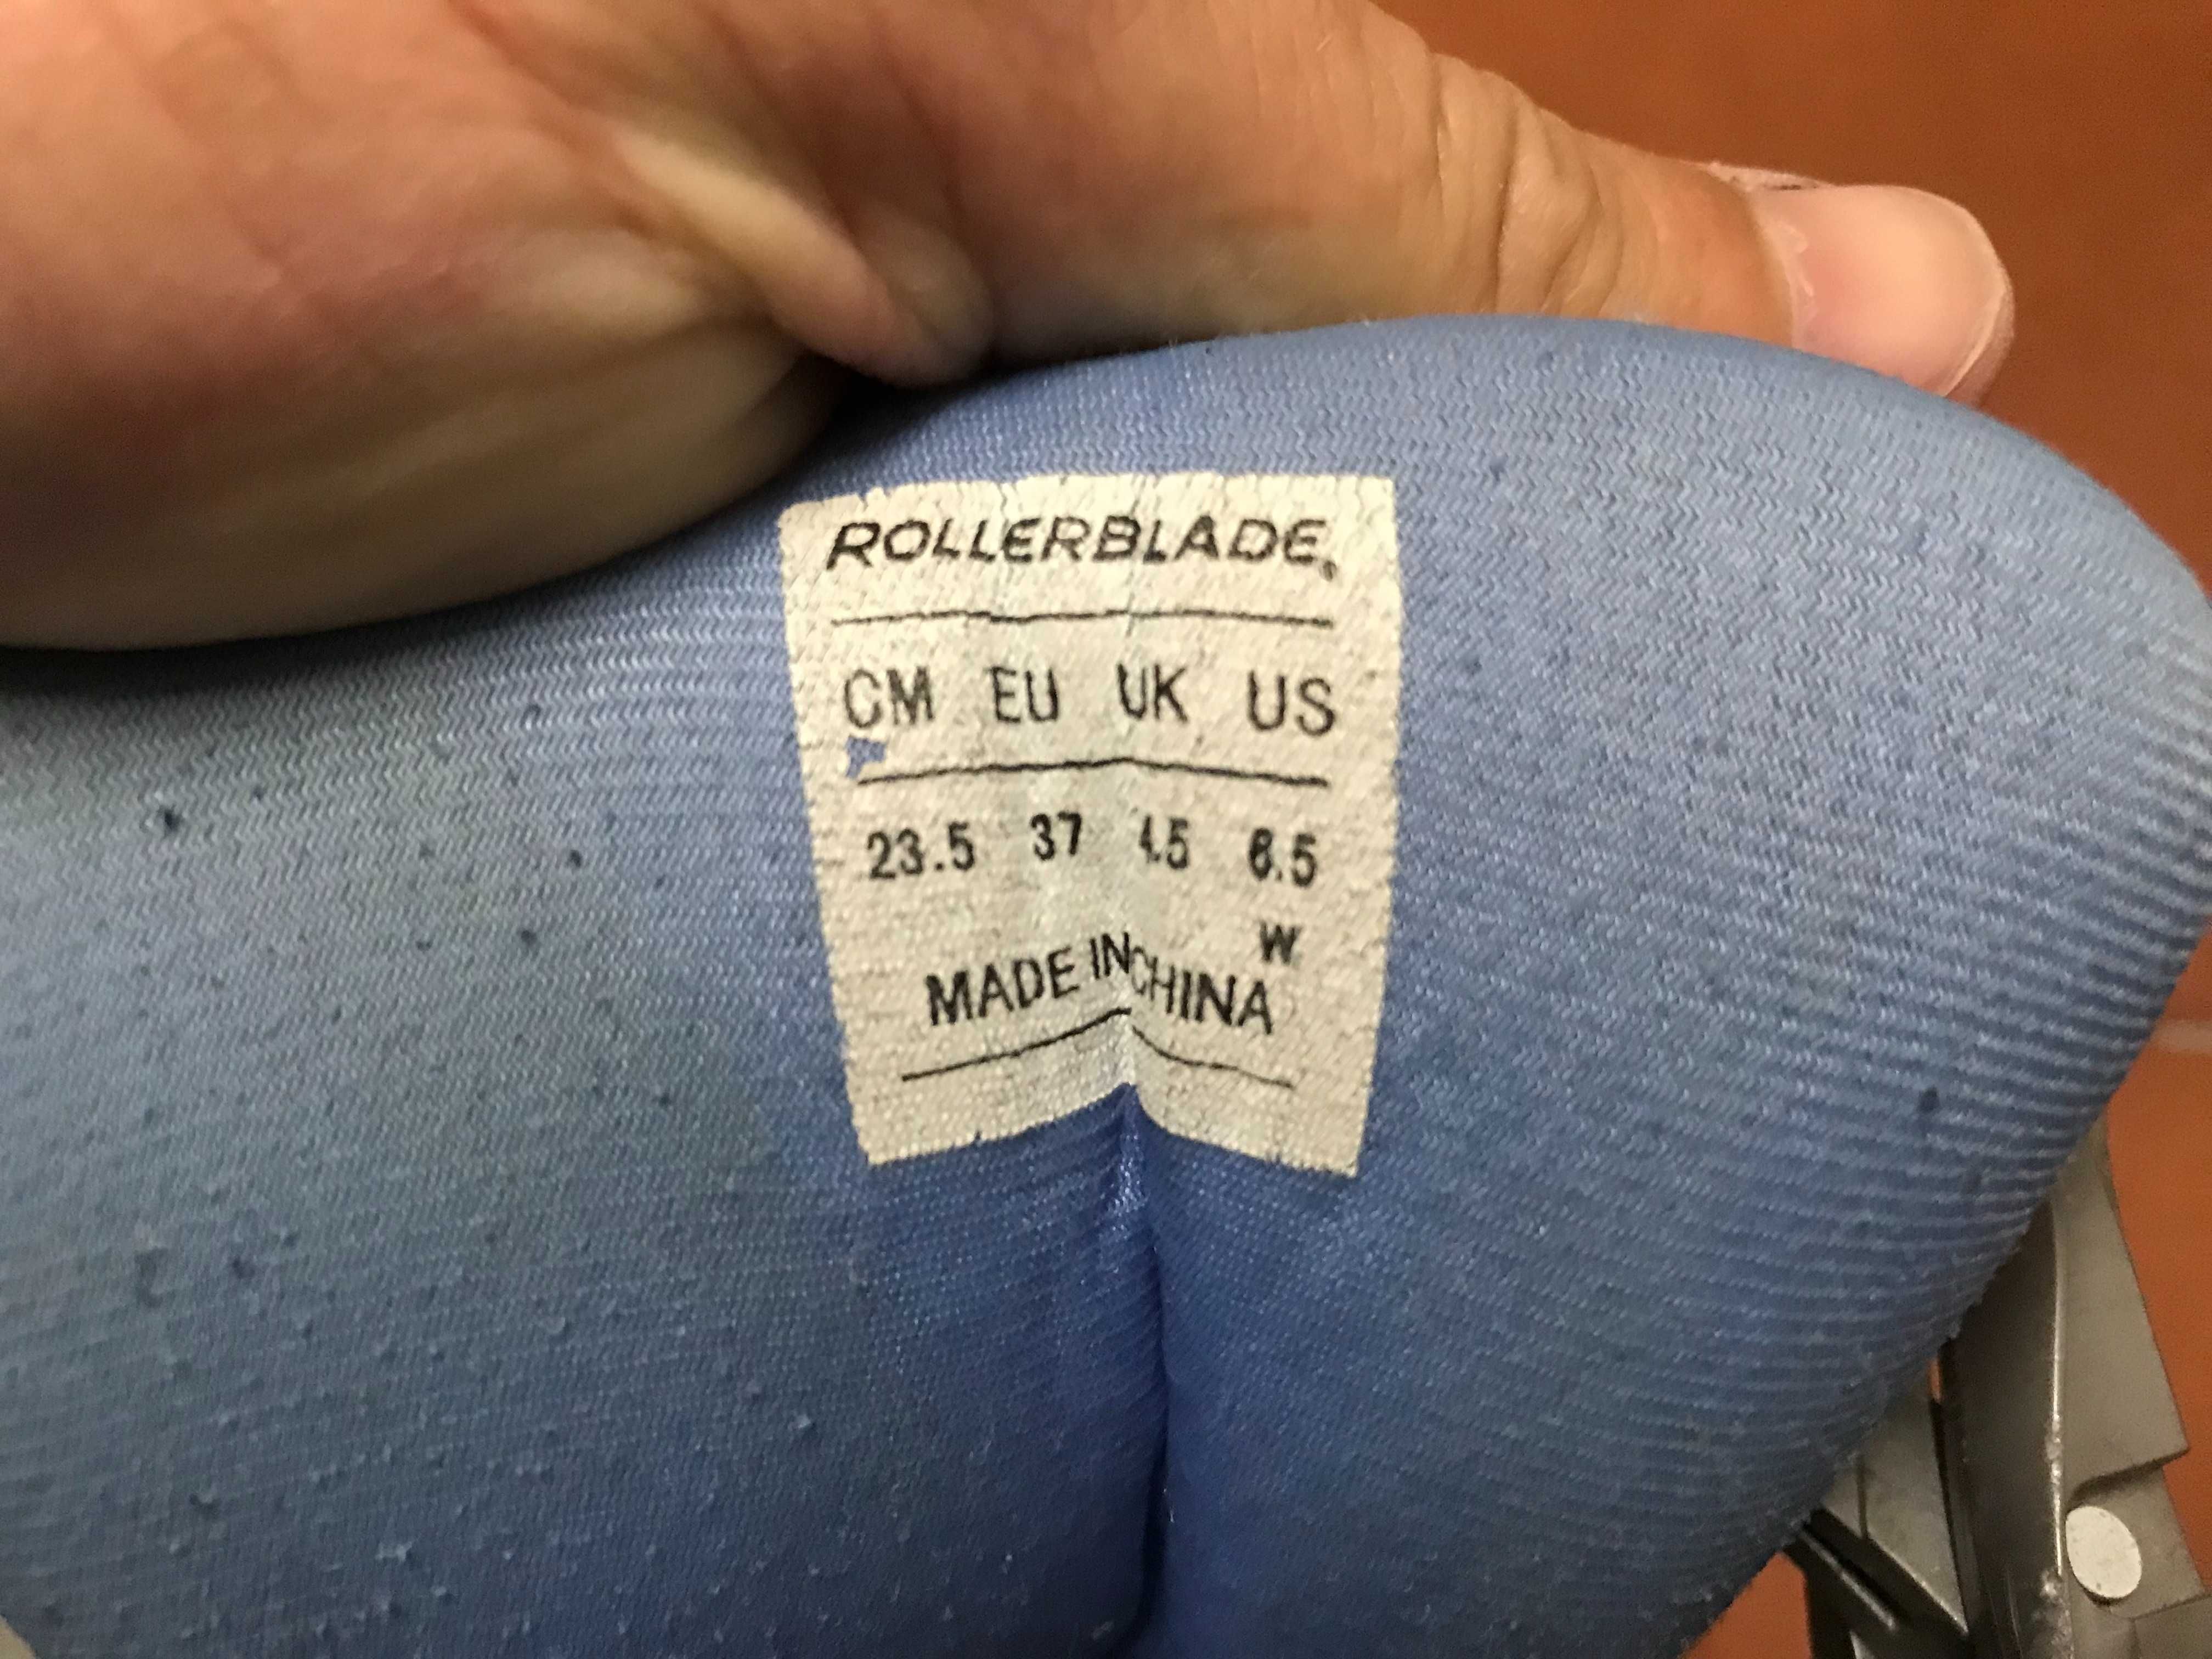 ROLLERBLADE®
CM EU UK US
23.5 37 4.5 6.5
W
MADE IN CHINA